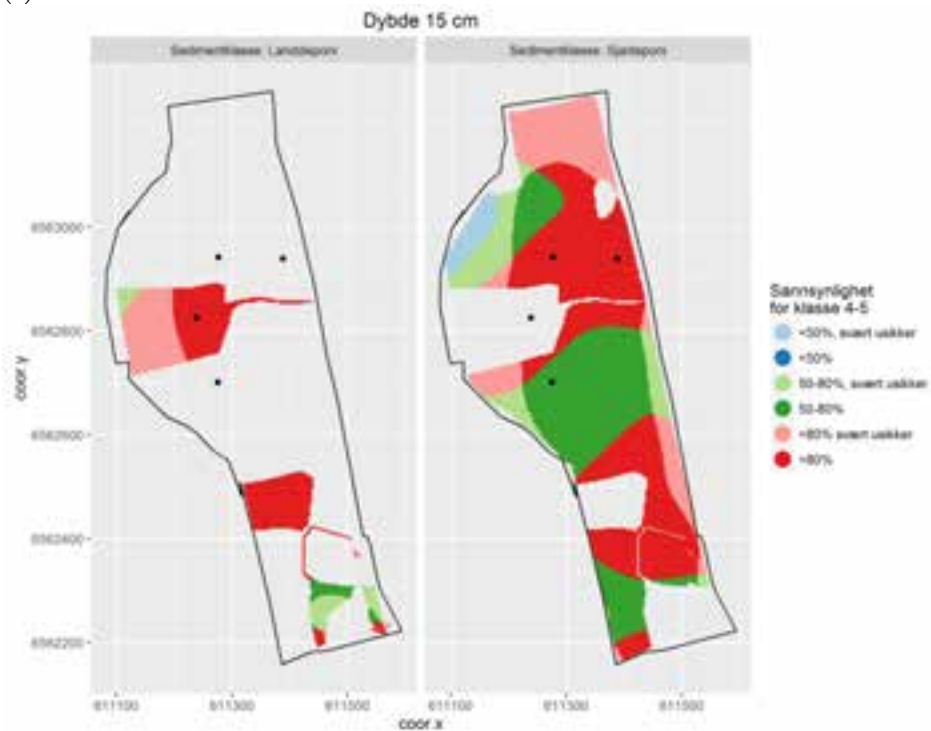 Dybde 15 cm
Sedimentklasse: Landdeponi
Sedimentklasse: Sjødeponi
6563000
6562800
6562600
6562400
6562200
coor.y
611100
611300
611500
611100
611300
611500
coor.x
Sannsynlighet
for klasse 4-5
<50%, svært usikker
<50%
50-80%, svært usikker
50-80%
>80% svært usikker
>80%